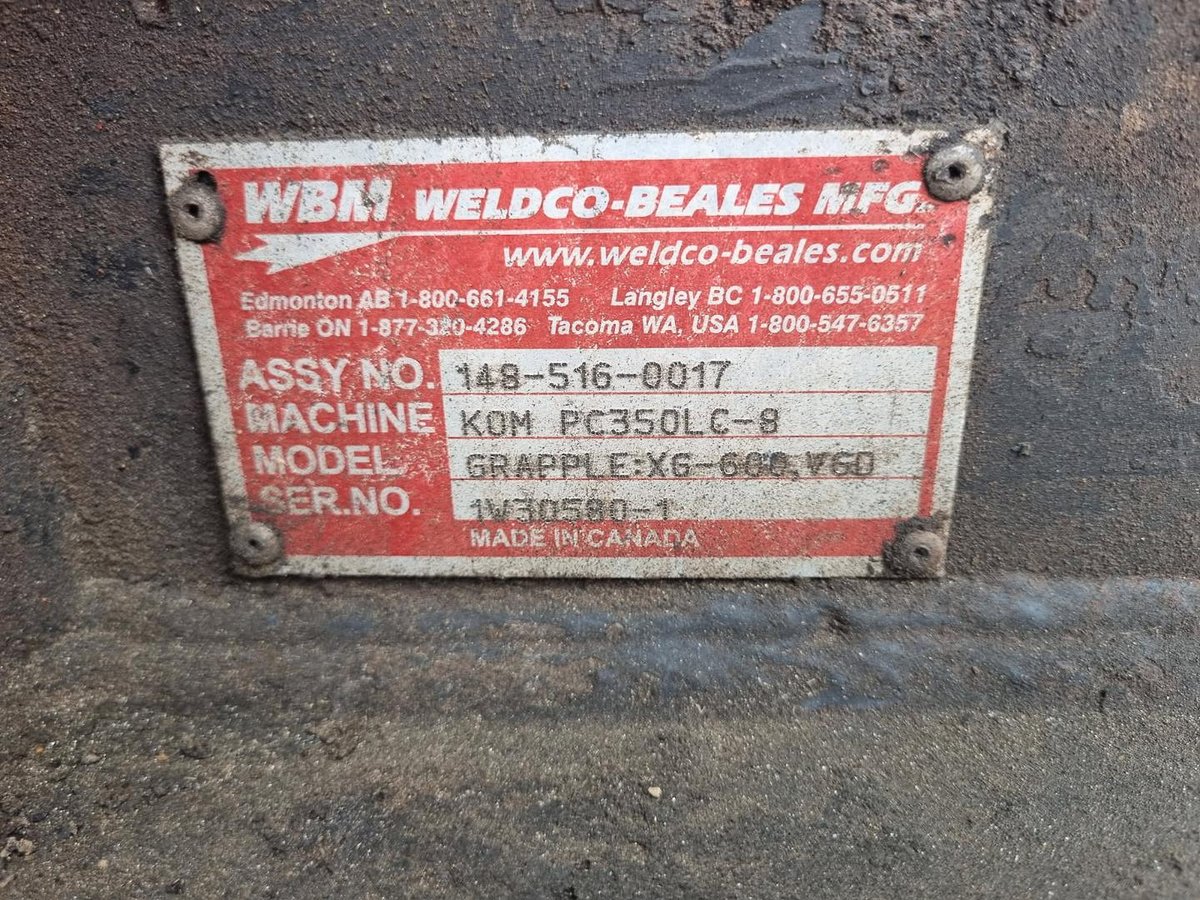 WBM WELDCO-BEALES MFG.
www.weldco-beales.com
Edmonton AB 1-800-661-4155 Langley BC 1-800-655-0511
Barrie ON 1-877-320-4286 Tacoma WA, USA 1-800-547-6357
ASSY NO. 148-516-0017
MACHINE KOM PC350LC-8
MODEL GRAPPLE:XG-600,VGD
SER.NO. 1V30580-1
MADE IN CANADA